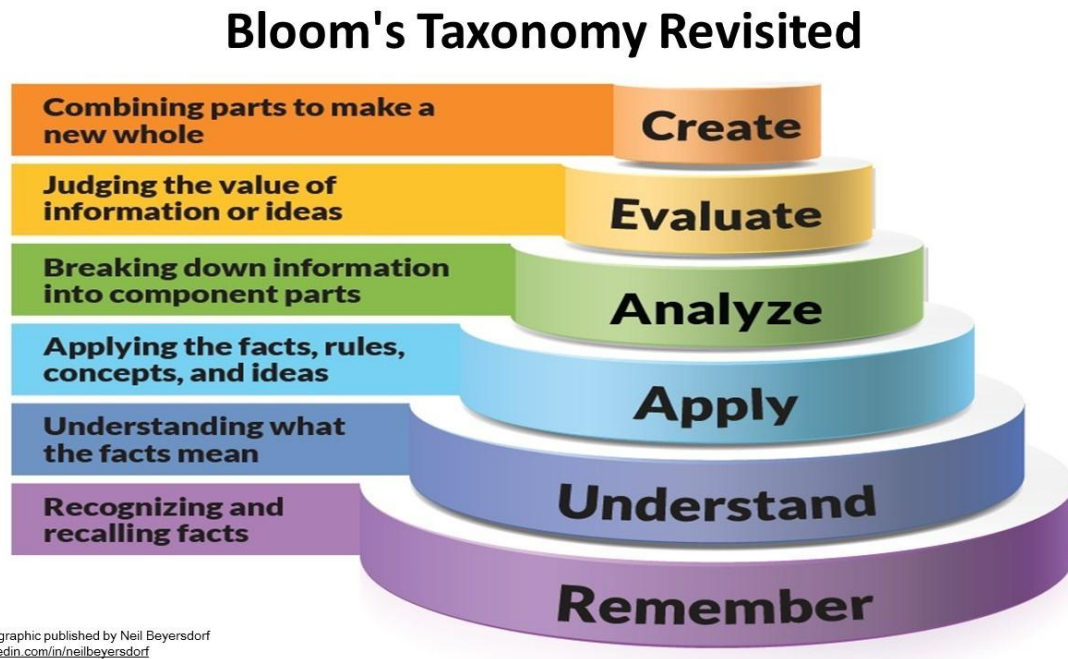 Bloom's Taxonomy Revisited
Combining parts to make a
new whole
Create
Judging the value of
information or ideas
Evaluate
Breaking down information
into component parts
Analyze
Applying the facts, rules,
concepts, and ideas
Apply
Understanding what
the facts mean
Understand
Recognizing and
recalling facts
Remember
graphic published by Neil Beyersdorf
edin.com/in/neilbeyersdorf